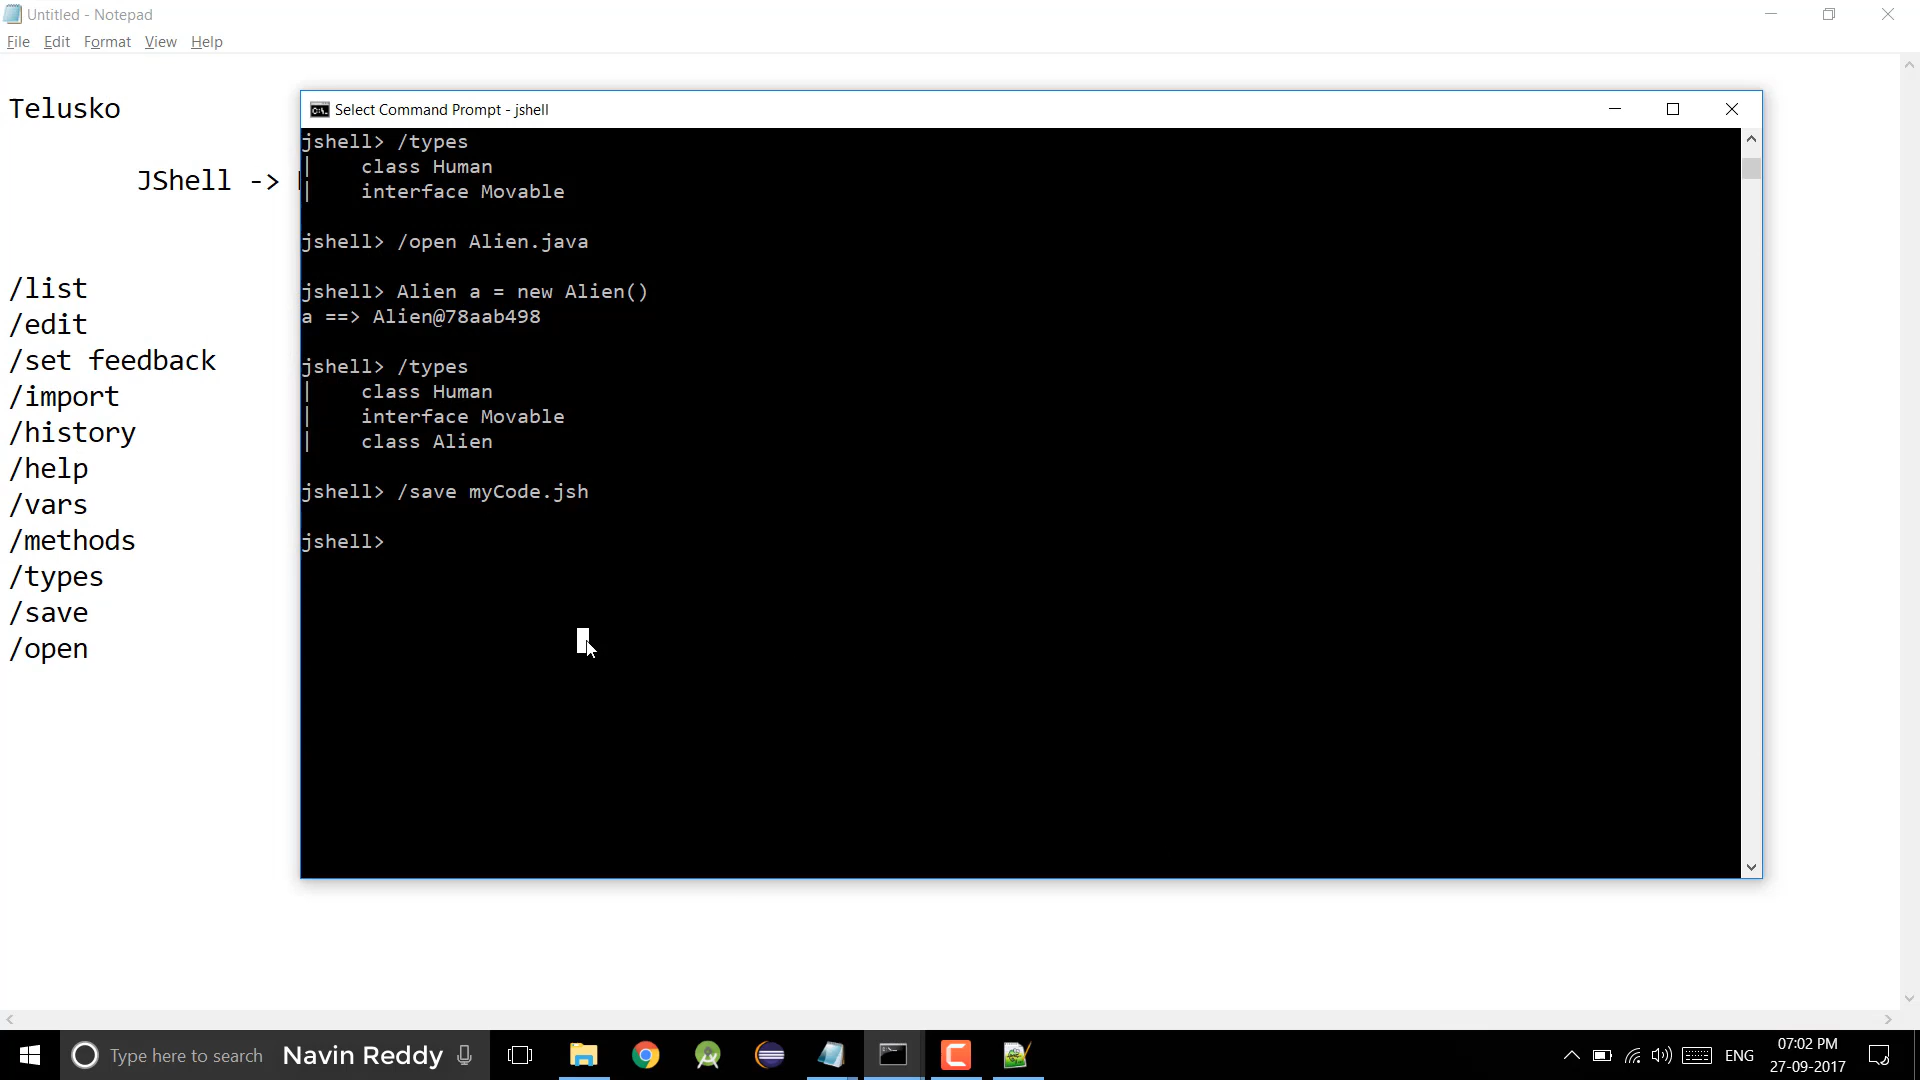 Untitled - Notepad
File Edit Format View Help
Telusko
JShell ->
/list
/edit
/set feedback
/import
/history
/help
/vars
/methods
/types
/save
/open
Select Command Prompt - jshell
jshell> /types
|    class Human
|    interface Movable
jshell> /open Alien.java
jshell> Alien a = new Alien()
a ==> Alien@78aab498
jshell> /types
|    class Human
|    interface Movable
|    class Alien
jshell> /save myCode.jsh
jshell>
Type here to search
Navin Reddy
ENG
07:02 PM
27-09-2017